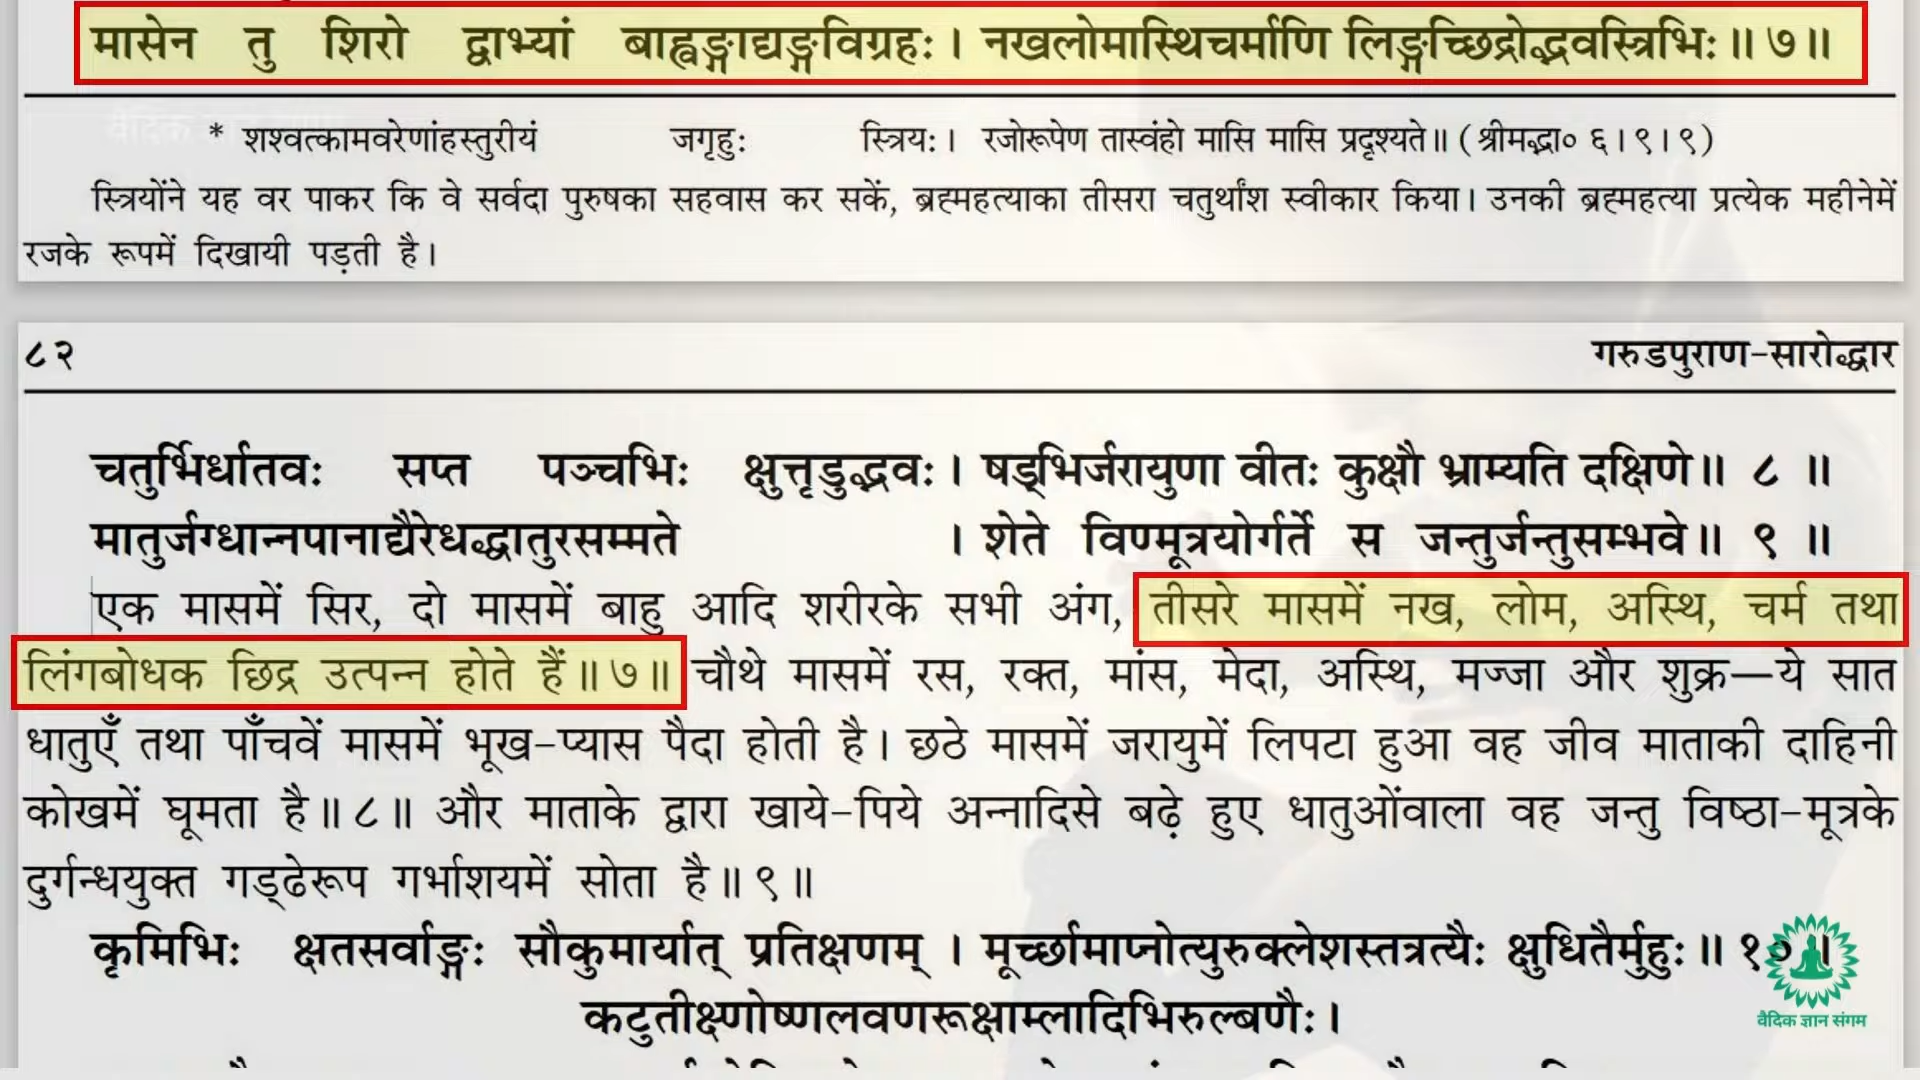 मासेन तु शिरो द्वाभ्यां बाह्वङ्गाद्यङ्गविग्रहः। नखलोमास्थिचर्माणि लिङ्गच्छिद्रोद्भवस्त्रिभिः॥ ७॥
* शश्वत्कामवरेणांहस्तुरीयं जगृहुः स्त्रियः। रजोरूपेण तास्वंहो मासि मासि प्रदृश्यते॥ (श्रीमद्भा० ६।९।९)
स्त्रियोंने यह वर पाकर कि वे सर्वदा पुरुषका सहवास कर सकें, ब्रह्महत्याका तीसरा चतुर्थांश स्वीकार किया। उनकी ब्रह्महत्या प्रत्येक महीनेमें
रजके रूपमें दिखायी पड़ती है।
८२ गरुडपुराण-सारोद्धार
चतुर्भिर्धातवः सप्त पञ्चभिः क्षुत्तृडुद्भवः। षड्भिर्जरायुणा वीतः कुक्षौ भ्राम्यति दक्षिणे॥ ८ ॥
मातुर्जग्धान्नपानाद्यैरेधद्धातुरसम्मते । शेते विण्मूत्रयोर्गर्ते स जन्तुर्जन्तुसम्भवे॥ ९ ॥
एक मासमें सिर, दो मासमें बाहु आदि शरीरके सभी अंग, तीसरे मासमें नख, लोम, अस्थि, चर्म तथा
लिंगबोधक छिद्र उत्पन्न होते हैं॥ ७॥ चौथे मासमें रस, रक्त, मांस, मेदा, अस्थि, मज्जा और शुक्र—ये सात
धातुएँ तथा पाँचवें मासमें भूख-प्यास पैदा होती है। छठे मासमें जरायुमें लिपटा हुआ वह जीव माताकी दाहिनी
कोखमें घूमता है॥ ८॥ और माताके द्वारा खाये-पिये अन्नादिसे बढ़े हुए धातुओंवाला वह जन्तु विष्ठा-मूत्रके
दुर्गन्धयुक्त गड्ढेरूप गर्भाशयमें सोता है॥ ९॥
कृमिभिः क्षतसर्वाङ्गः सौकुमार्यात् प्रतिक्षणम् । मूर्च्छामाप्नोत्युरुक्लेशस्तत्रत्यैः क्षुधितैर्मुहुः॥ १०॥
कटुतीक्ष्णोष्णलवणरूक्षाम्लादिभिरुल्बणैः।
वैदिक ज्ञान संगम